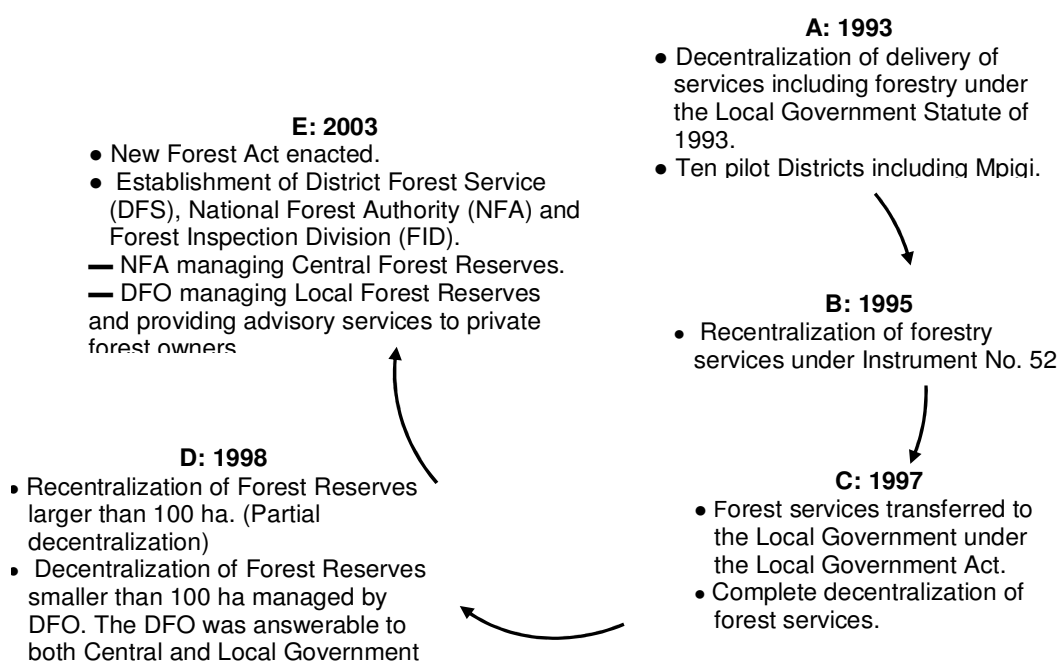 A: 1993
● Decentralization of delivery of
services including forestry under
the Local Government Statute of
1993.
● Ten pilot Districts including Mpigi.
B: 1995
● Recentralization of forestry
services under Instrument No. 52
C: 1997
● Forest services transferred to
the Local Government under
the Local Government Act.
● Complete decentralization of
forest services.
D: 1998
● Recentralization of Forest Reserves
larger than 100 ha. (Partial
decentralization)
● Decentralization of Forest Reserves
smaller than 100 ha managed by
DFO. The DFO was answerable to
both Central and Local Government
E: 2003
● New Forest Act enacted.
● Establishment of District Forest Service
(DFS), National Forest Authority (NFA) and
Forest Inspection Division (FID).
— NFA managing Central Forest Reserves.
— DFO managing Local Forest Reserves
and providing advisory services to private
forest owners